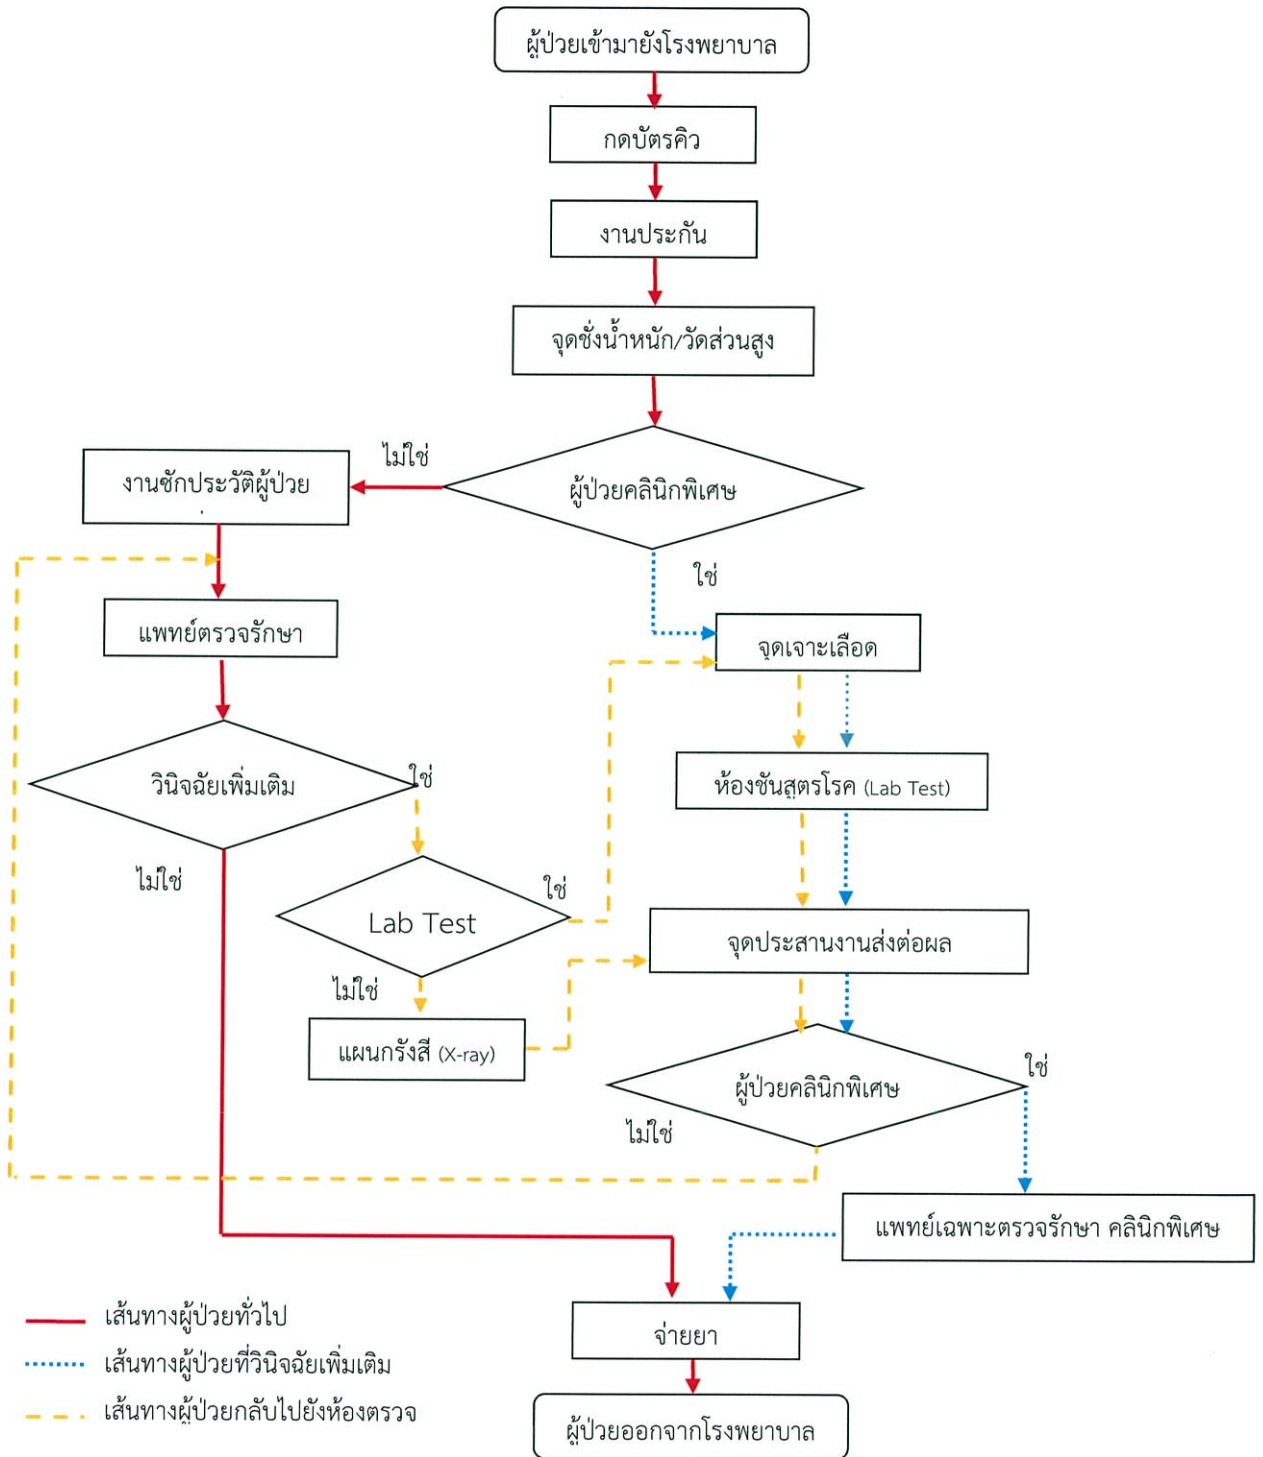 ผู้ป่วยเข้ามายังโรงพยาบาล
กดบัตรคิว
งานประกัน
จุดชั่งน้ำหนัก/วัดส่วนสูง
ผู้ป่วยคลินิกพิเศษ
ไม่ใช่
งานซักประวัติผู้ป่วย
ใช่
แพทย์ตรวจรักษา
จุดเจาะเลือด
วินิจฉัยเพิ่มเติม
ใช่
ห้องชันสูตรโรค (Lab Test)
ไม่ใช่
Lab Test
ใช่
จุดประสานงานส่งต่อผล
ไม่ใช่
แผนกรังสี (X-ray)
ผู้ป่วยคลินิกพิเศษ
ใช่
ไม่ใช่
แพทย์เฉพาะตรวจรักษา คลินิกพิเศษ
จ่ายยา
ผู้ป่วยออกจากโรงพยาบาล
เส้นทางผู้ป่วยทั่วไป
เส้นทางผู้ป่วยที่วินิจฉัยเพิ่มเติม
เส้นทางผู้ป่วยกลับไปยังห้องตรวจ